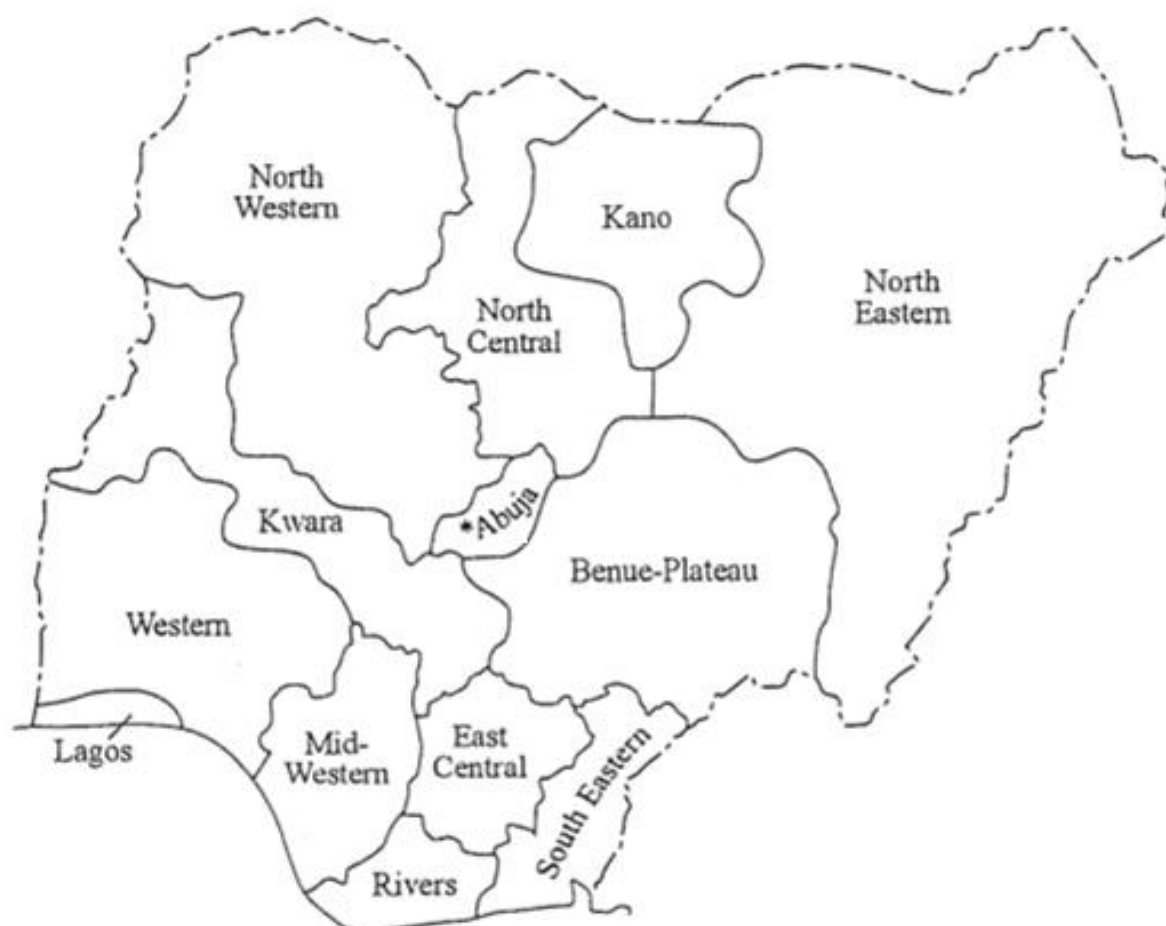 North
Western
Kano
North
Eastern
North
Central
*Abuja
Kwara
Benue-Plateau
Western
Lagos
Mid-
Western
East
Central
South Eastern
Rivers